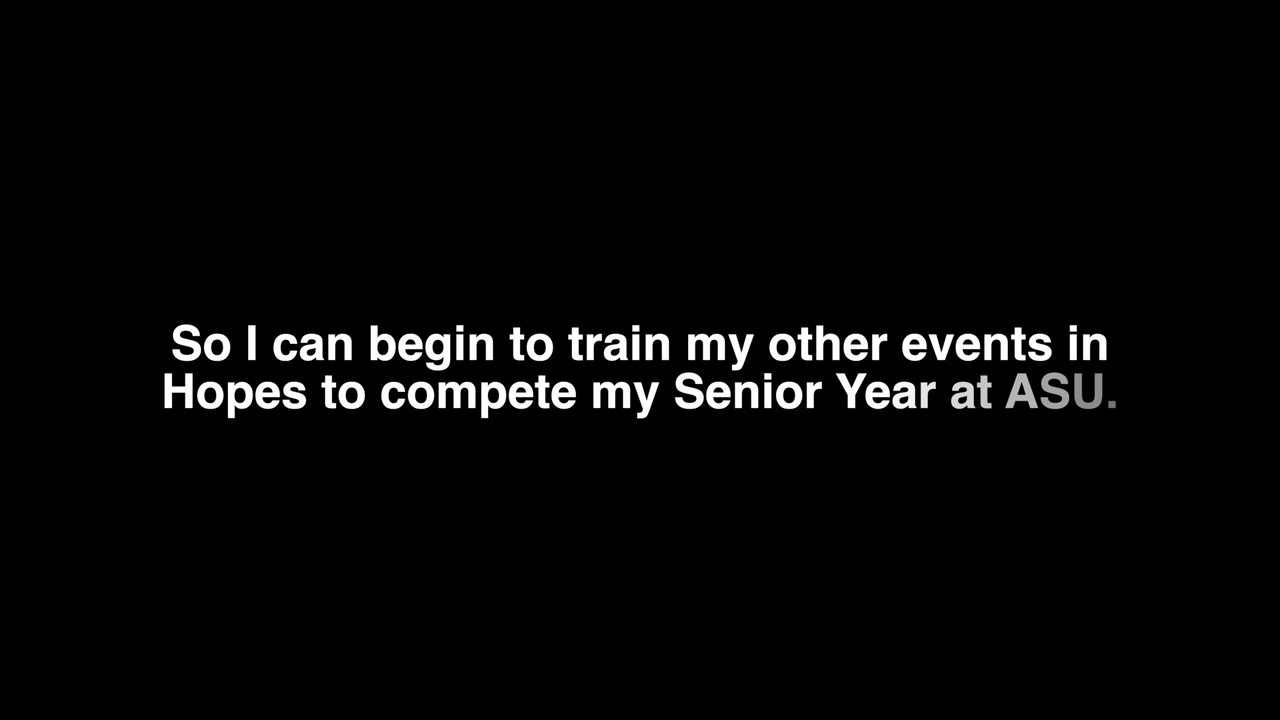 So I can begin to train my other events in
Hopes to compete my Senior Year at ASU.